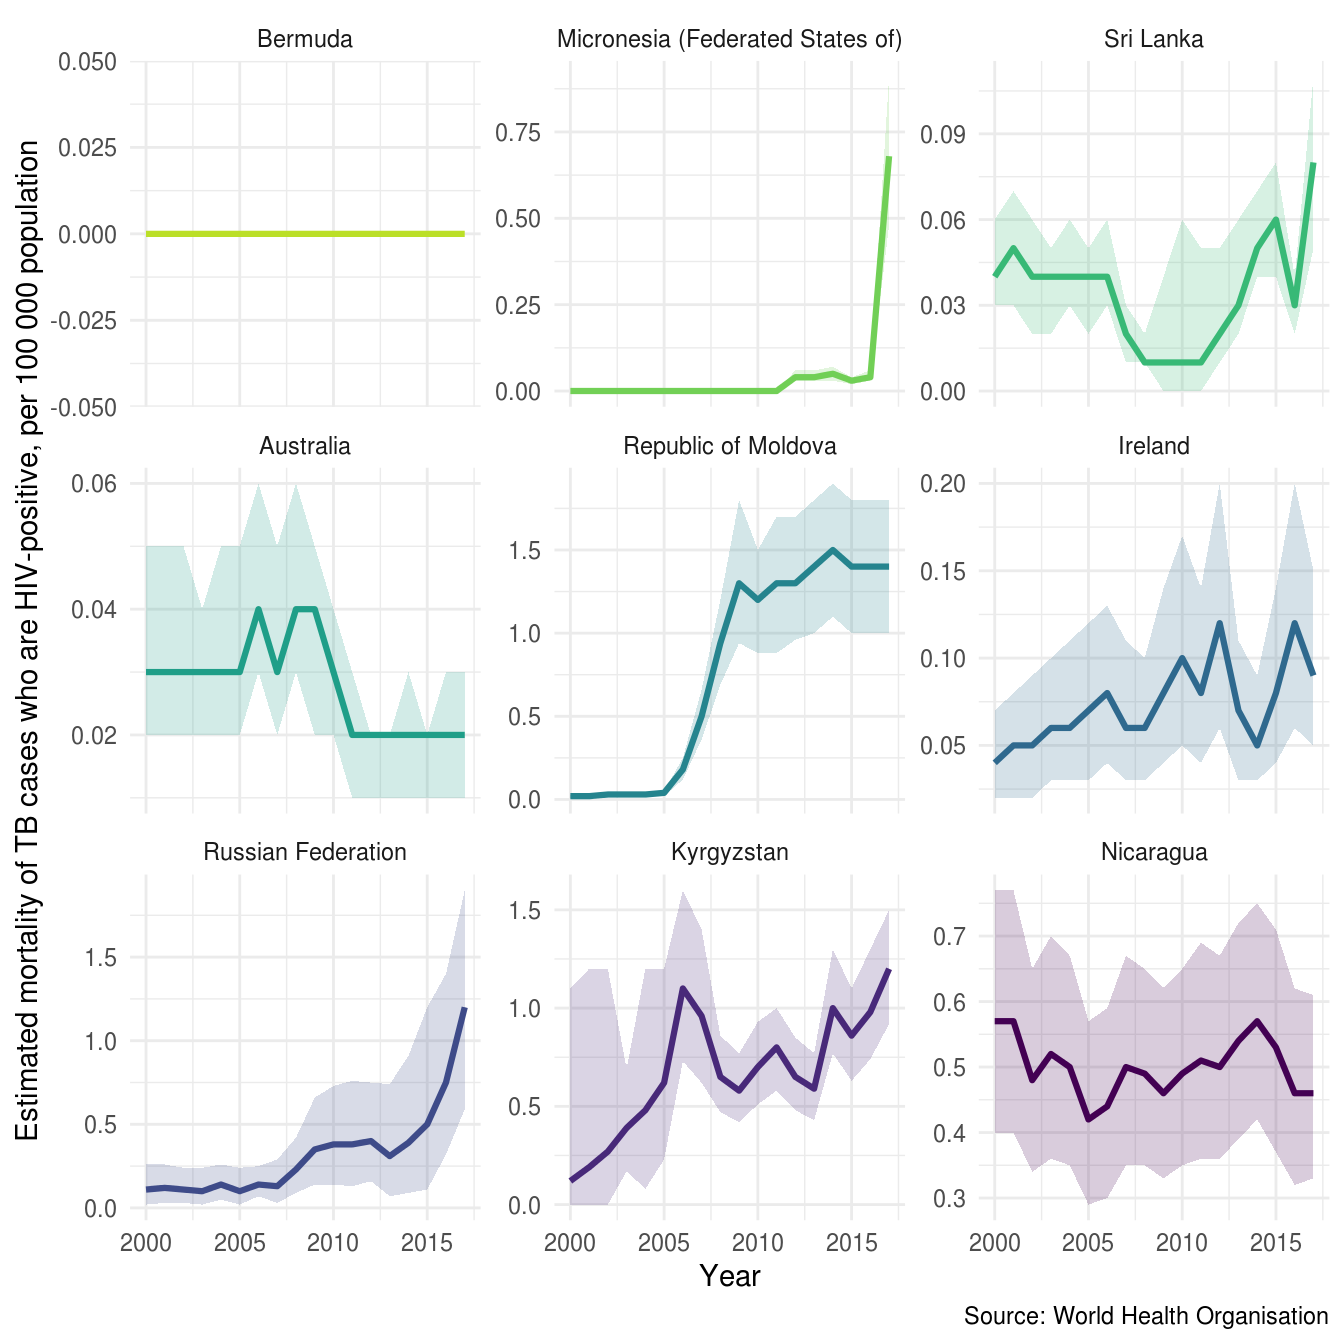 Estimated mortality of TB cases who are HIV-positive, per 100 000 population
Bermuda
0.050
0.025
0.000
-0.025
-0.050
Micronesia (Federated States of)
0.75
0.50
0.25
0.00
Sri Lanka
0.09
0.06
0.03
0.00
Australia
0.06
0.04
0.02
Republic of Moldova
1.5
1.0
0.5
0.0
Ireland
0.20
0.15
0.10
0.05
Russian Federation
1.5
1.0
0.5
0.0
2000 2005 2010 2015
Kyrgyzstan
1.5
1.0
0.5
0.0
2000 2005 2010 2015
Nicaragua
0.7
0.6
0.5
0.4
0.3
2000 2005 2010 2015
Year
Source: World Health Organisation